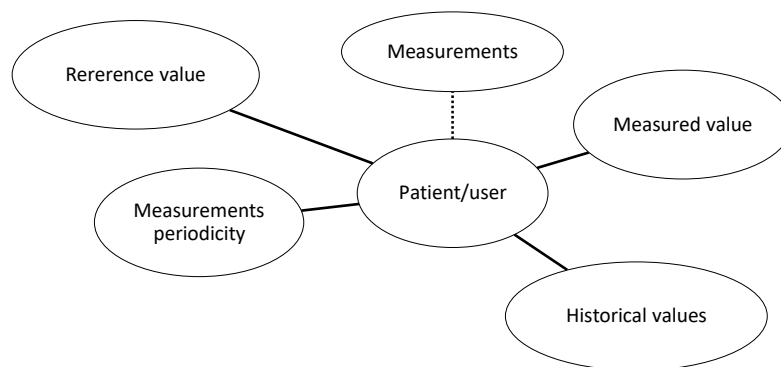 Measurements
Rererence value
Measured value
Patient/user
Measurements
periodicity
Historical values